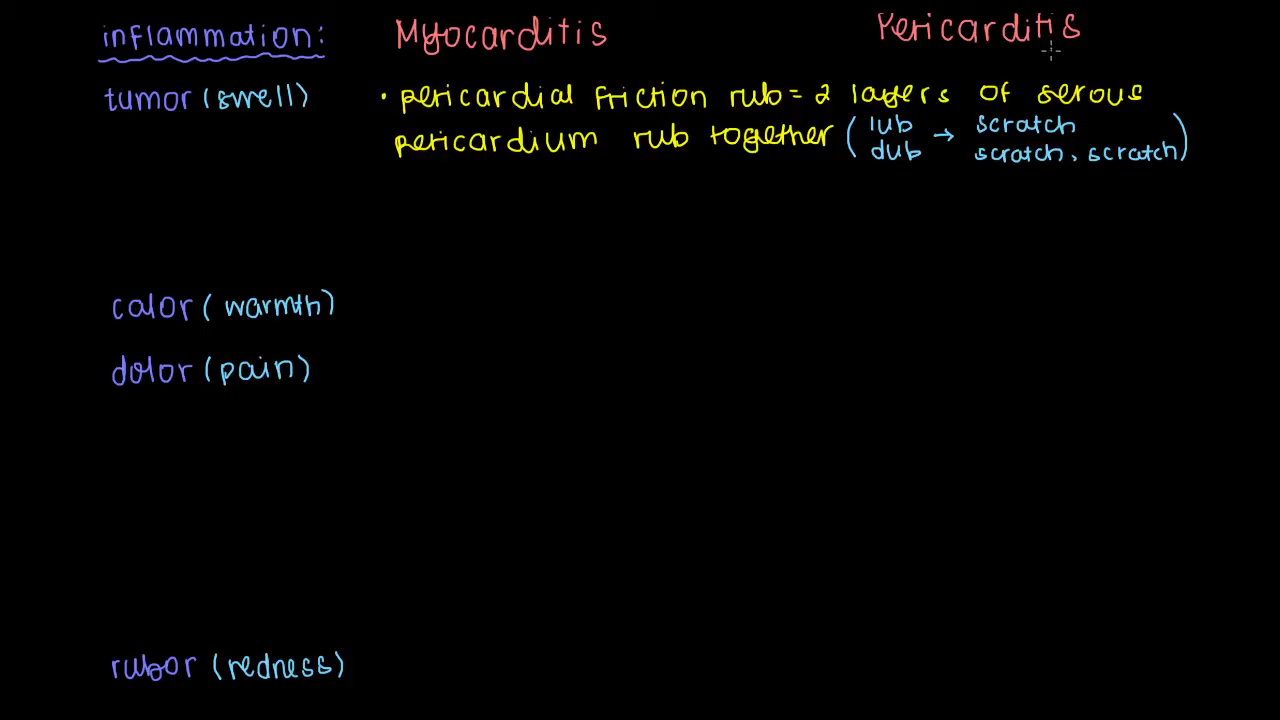 inflammation: Myocarditis Pericarditis
tumor (swell) • pericardial friction rub = 2 layers of serous
pericardium rub together (lub → scratch
dub scratch, scratch)
calor (warmth)
dolor (pain)
rubor (redness)